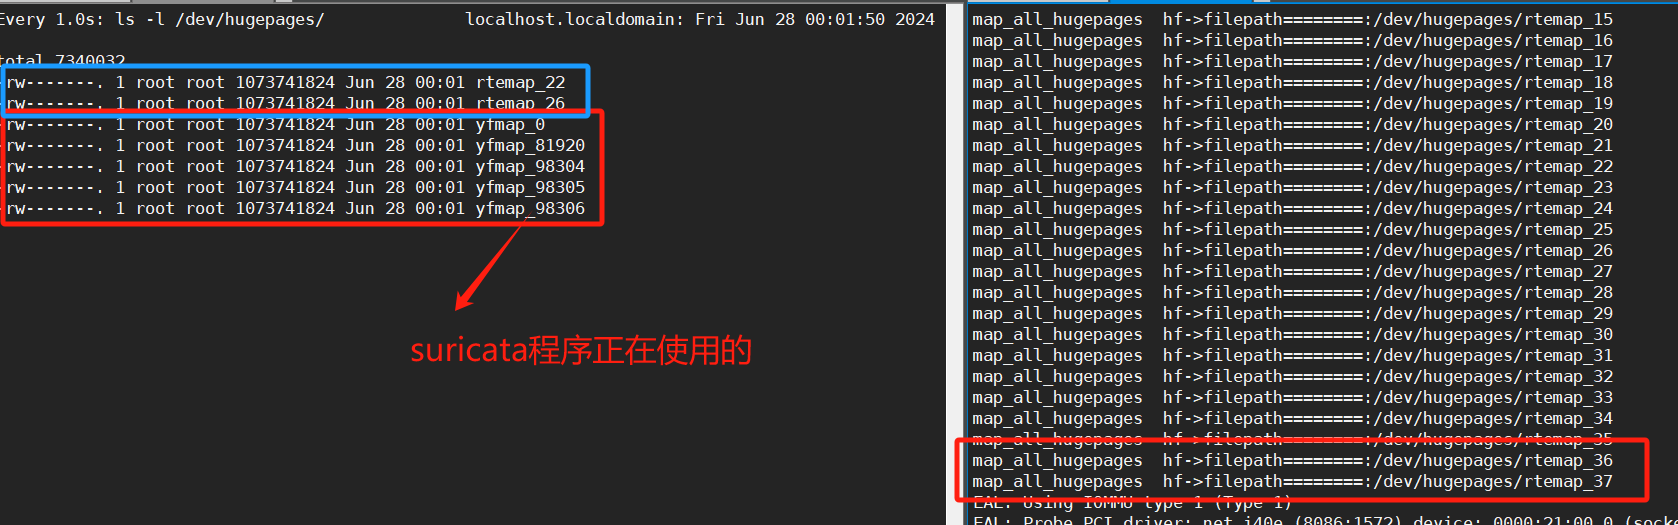 Every 1.0s: ls -l /dev/hugepages/ localhost.localdomain: Fri Jun 28 00:01:50 2024
total 7340032
rw-------. 1 root root 1073741824 Jun 28 00:01 rtemap_22
rw-------. 1 root root 1073741824 Jun 28 00:01 rtemap_26
rw-------. 1 root root 1073741824 Jun 28 00:01 yfmap_0
rw-------. 1 root root 1073741824 Jun 28 00:01 yfmap_81920
rw-------. 1 root root 1073741824 Jun 28 00:01 yfmap_98304
rw-------. 1 root root 1073741824 Jun 28 00:01 yfmap_98305
rw-------. 1 root root 1073741824 Jun 28 00:01 yfmap_98306
suricata程序正在使用的
map_all_hugepages hf->filepath========:/dev/hugepages/rtemap_15
map_all_hugepages hf->filepath========:/dev/hugepages/rtemap_16
map_all_hugepages hf->filepath========:/dev/hugepages/rtemap_17
map_all_hugepages hf->filepath========:/dev/hugepages/rtemap_18
map_all_hugepages hf->filepath========:/dev/hugepages/rtemap_19
map_all_hugepages hf->filepath========:/dev/hugepages/rtemap_20
map_all_hugepages hf->filepath========:/dev/hugepages/rtemap_21
map_all_hugepages hf->filepath========:/dev/hugepages/rtemap_22
map_all_hugepages hf->filepath========:/dev/hugepages/rtemap_23
map_all_hugepages hf->filepath========:/dev/hugepages/rtemap_24
map_all_hugepages hf->filepath========:/dev/hugepages/rtemap_25
map_all_hugepages hf->filepath========:/dev/hugepages/rtemap_26
map_all_hugepages hf->filepath========:/dev/hugepages/rtemap_27
map_all_hugepages hf->filepath========:/dev/hugepages/rtemap_28
map_all_hugepages hf->filepath========:/dev/hugepages/rtemap_29
map_all_hugepages hf->filepath========:/dev/hugepages/rtemap_30
map_all_hugepages hf->filepath========:/dev/hugepages/rtemap_31
map_all_hugepages hf->filepath========:/dev/hugepages/rtemap_32
map_all_hugepages hf->filepath========:/dev/hugepages/rtemap_33
map_all_hugepages hf->filepath========:/dev/hugepages/rtemap_34
map_all_hugepages hf->filepath========:/dev/hugepages/rtemap_35
map_all_hugepages hf->filepath========:/dev/hugepages/rtemap_36
map_all_hugepages hf->filepath========:/dev/hugepages/rtemap_37
EAL: Using IOMMU type 1 (Type 1)
EAL: Probe PCI driver: net_i40e (8086:1572) device: 0000:21:00.0 (socke